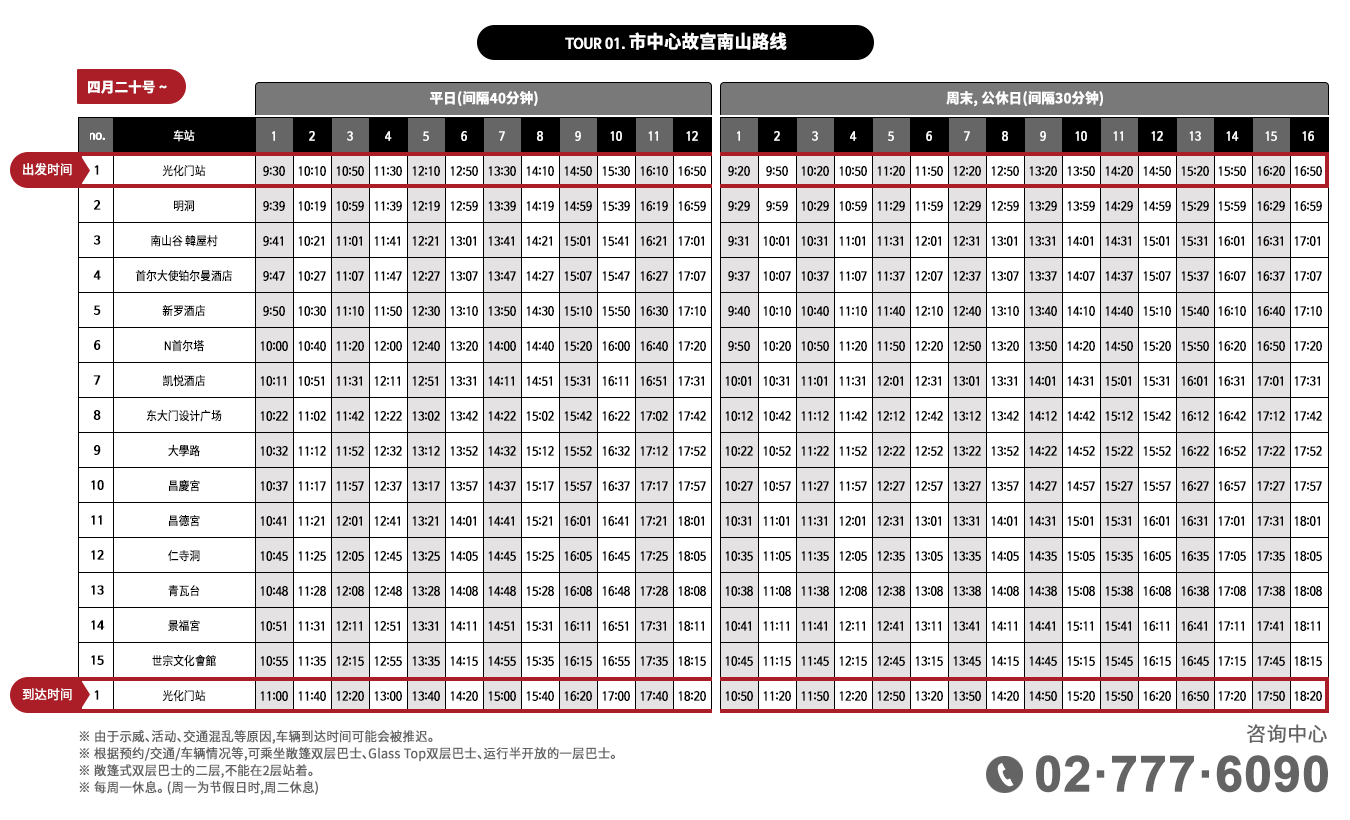 TOUR 01. 市中心故宫南山路线
四月二十号 ~
平日(间隔40分钟)
周末, 公休日(间隔30分钟)
no. 车站 1 2 3 4 5 6 7 8 9 10 11 12 1 2 3 4 5 6 7 8 9 10 11 12 13 14 15 16
出发时间 1 光化门站 9:30 10:10 10:50 11:30 12:10 12:50 13:30 14:10 14:50 15:30 16:10 16:50 9:20 9:50 10:20 10:50 11:20 11:50 12:20 12:50 13:20 13:50 14:20 14:50 15:20 15:50 16:20 16:50
2 明洞 9:39 10:19 10:59 11:39 12:19 12:59 13:39 14:19 14:59 15:39 16:19 16:59 9:29 9:59 10:29 10:59 11:29 11:59 12:29 12:59 13:29 13:59 14:29 14:59 15:29 15:59 16:29 16:59
3 南山谷 韓屋村 9:41 10:21 11:01 11:41 12:21 13:01 13:41 14:21 15:01 15:41 16:21 17:01 9:31 10:01 10:31 11:01 11:31 12:01 12:31 13:01 13:31 14:01 14:31 15:01 15:31 16:01 16:31 17:01
4 首尔大使铂尔曼酒店 9:47 10:27 11:07 11:47 12:27 13:07 13:47 14:27 15:07 15:47 16:27 17:07 9:37 10:07 10:37 11:07 11:37 12:07 12:37 13:07 13:37 14:07 14:37 15:07 15:37 16:07 16:37 17:07
5 新罗酒店 9:50 10:30 11:10 11:50 12:30 13:10 13:50 14:30 15:10 15:50 16:30 17:10 9:40 10:10 10:40 11:10 11:40 12:10 12:40 13:10 13:40 14:10 14:40 15:10 15:40 16:10 16:40 17:10
6 N首尔塔 10:00 10:40 11:20 12:00 12:40 13:20 14:00 14:40 15:20 16:00 16:40 17:20 9:50 10:20 10:50 11:20 11:50 12:20 12:50 13:20 13:50 14:20 14:50 15:20 15:50 16:20 16:50 17:20
7 凯悦酒店 10:11 10:51 11:31 12:11 12:51 13:31 14:11 14:51 15:31 16:11 16:51 17:31 10:01 10:31 11:01 11:31 12:01 12:31 13:01 13:31 14:01 14:31 15:01 15:31 16:01 16:31 17:01 17:31
8 东大门设计广场 10:22 11:02 11:42 12:22 13:02 13:42 14:22 15:02 15:42 16:22 17:02 17:42 10:12 10:42 11:12 11:42 12:12 12:42 13:12 13:42 14:12 14:42 15:12 15:42 16:12 16:42 17:12 17:42
9 大學路 10:32 11:12 11:52 12:32 13:12 13:52 14:32 15:12 15:52 16:32 17:12 17:52 10:22 10:52 11:22 11:52 12:22 12:52 13:22 13:52 14:22 14:52 15:22 15:52 16:22 16:52 17:22 17:52
10 昌慶宮 10:37 11:17 11:57 12:37 13:17 13:57 14:37 15:17 15:57 16:37 17:17 17:57 10:27 10:57 11:27 11:57 12:27 12:57 13:27 13:57 14:27 14:57 15:27 15:57 16:27 16:57 17:27 17:57
11 昌德宮 10:41 11:21 12:01 12:41 13:21 14:01 14:41 15:21 16:01 16:41 17:21 18:01 10:31 11:01 11:31 12:01 12:31 13:01 13:31 14:01 14:31 15:01 15:31 16:01 16:31 17:01 17:31 18:01
12 仁寺洞 10:45 11:25 12:05 12:45 13:25 14:05 14:45 15:25 16:05 16:45 17:25 18:05 10:35 11:05 11:35 12:05 12:35 13:05 13:35 14:05 14:35 15:05 15:35 16:05 16:35 17:05 17:35 18:05
13 青瓦台 10:48 11:28 12:08 12:48 13:28 14:08 14:48 15:28 16:08 16:48 17:28 18:08 10:38 11:08 11:38 12:08 12:38 13:08 13:38 14:08 14:38 15:08 15:38 16:08 16:38 17:08 17:38 18:08
14 景福宮 10:51 11:31 12:11 12:51 13:31 14:11 14:51 15:31 16:11 16:51 17:31 18:11 10:41 11:11 11:41 12:11 12:41 13:11 13:41 14:11 14:41 15:11 15:41 16:11 16:41 17:11 17:41 18:11
15 世宗文化會館 10:55 11:35 12:15 12:55 13:35 14:15 14:55 15:35 16:15 16:55 17:35 18:15 10:45 11:15 11:45 12:15 12:45 13:15 13:45 14:15 14:45 15:15 15:45 16:15 16:45 17:15 17:45 18:15
到达时间 1 光化门站 11:00 11:40 12:20 13:00 13:40 14:20 15:00 15:40 16:20 17:00 17:40 18:20 10:50 11:20 11:50 12:20 12:50 13:20 13:50 14:20 14:50 15:20 15:50 16:20 16:50 17:20 17:50 18:20
※ 由于示威、活动、交通混乱等原因,车辆到达时间可能会被推迟。
※ 根据预约/交通/车辆情况等,可乘坐敞篷双层巴士、Glass Top双层巴士、运行半开放的一层巴士。
※ 敞篷式双层巴士的二层,不能在2层站着。
※ 每周一休息。(周一为节假日时,周二休息)
咨询中心
02·777·6090